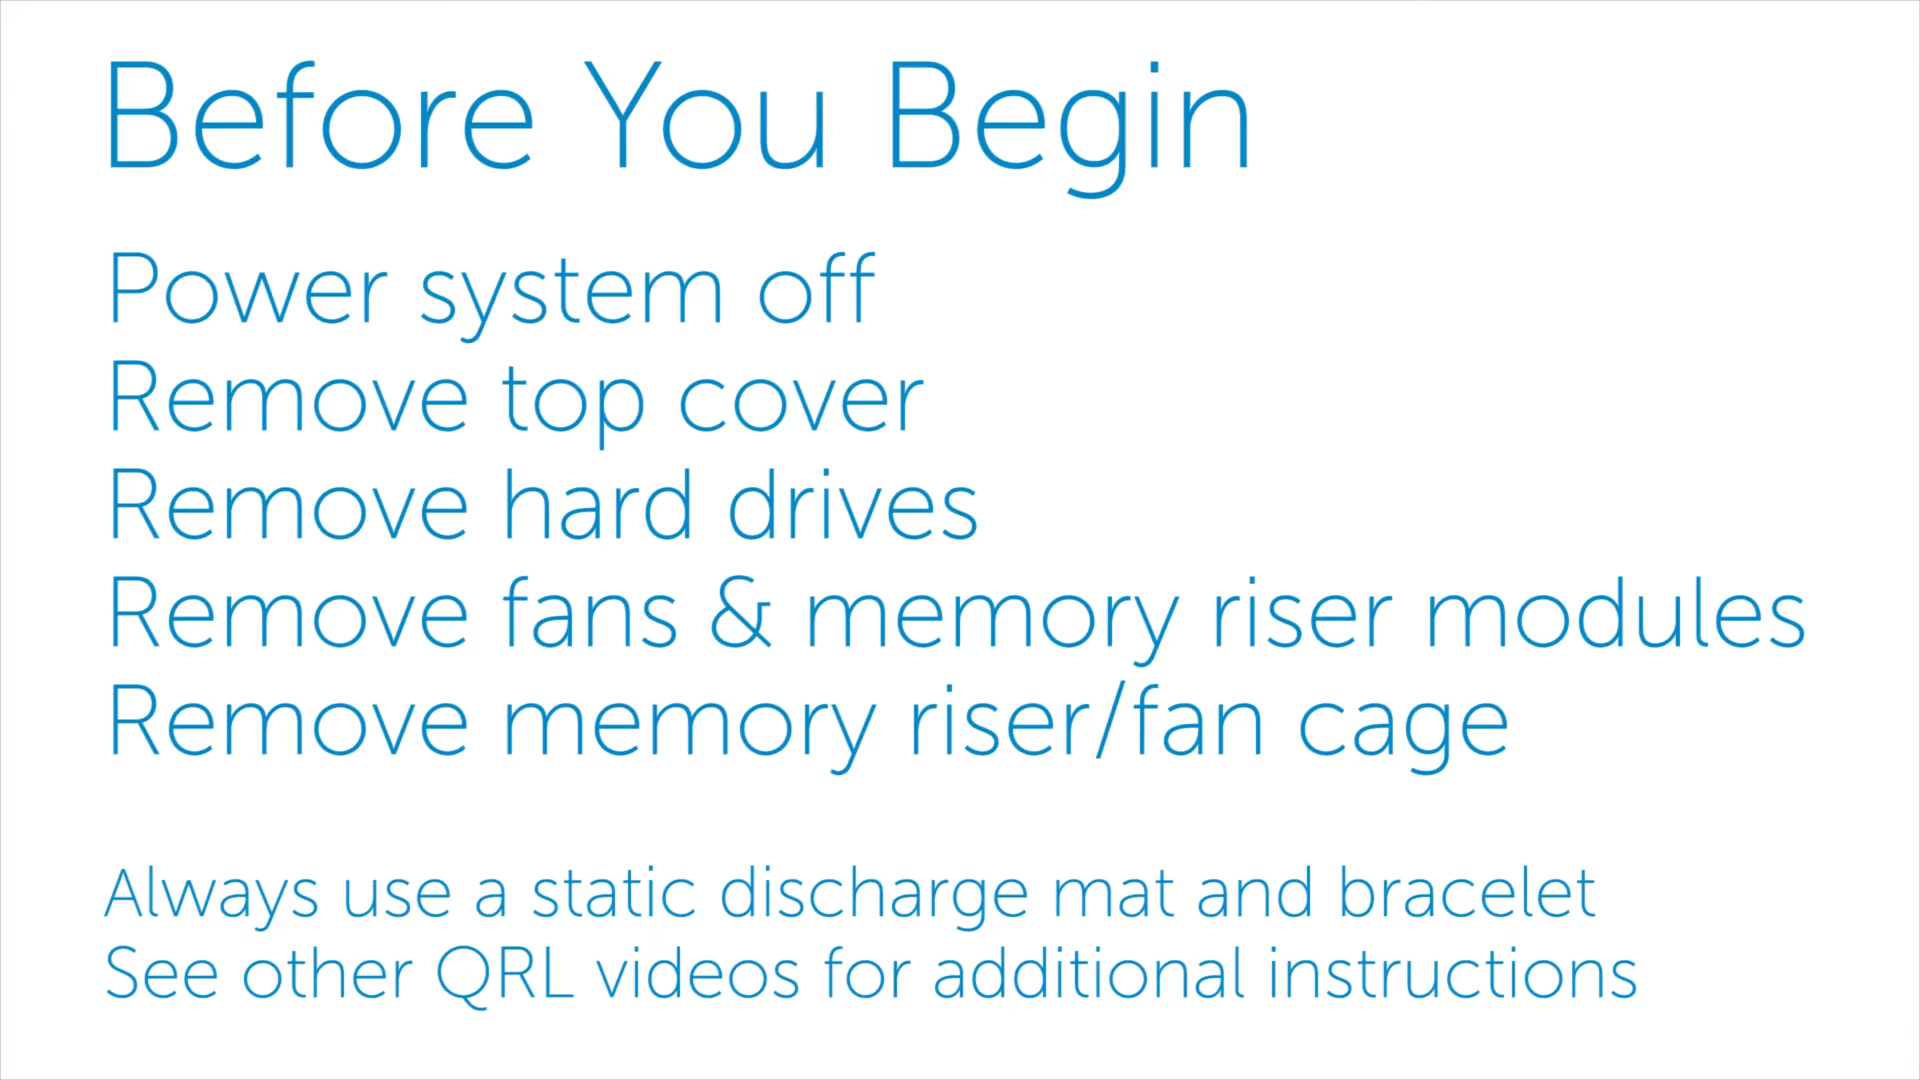 Before You Begin
Power system off
Remove top cover
Remove hard drives
Remove fans & memory riser modules
Remove memory riser/fan cage
Always use a static discharge mat and bracelet
See other QRL videos for additional instructions